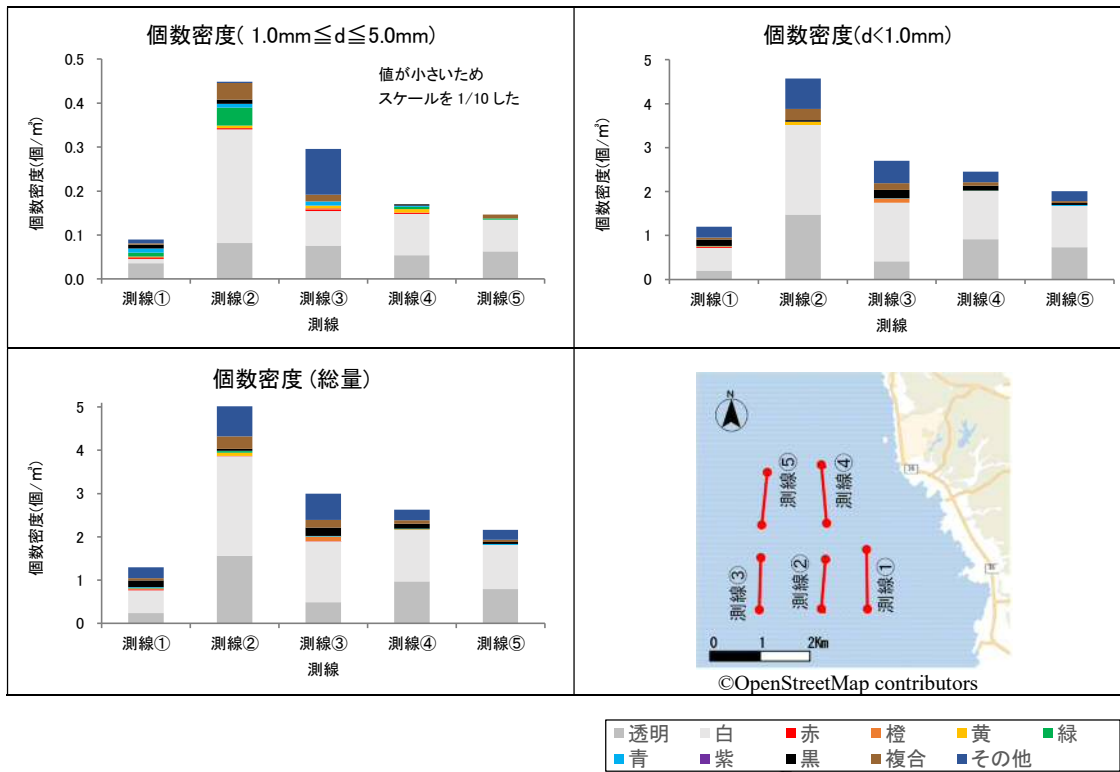 個数密度( 1.0mm≦d≦5.0mm)
値が小さいため
スケールを 1/10 した
個数密度(個/㎥)
0.5
0.4
0.3
0.2
0.1
0.0
測線① 測線② 測線③ 測線④ 測線⑤
測線
個数密度(d<1.0mm)
個数密度(個/㎥)
5
4
3
2
1
0
測線① 測線② 測線③ 測線④ 測線⑤
測線
個数密度 (総量)
個数密度(個/㎥)
5
4
3
2
1
0
測線① 測線② 測線③ 測線④ 測線⑤
測線
N
測線⑤
測線④
測線③
測線②
測線①
0 1 2Km
©OpenStreetMap contributors
透明 白 赤 橙 黄 緑
青 紫 黒 複合 その他